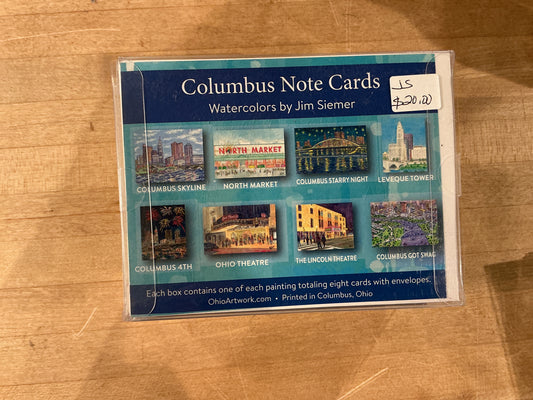 Columbus Note Cards
Watercolors by Jim Siemer
JS
$20.00
NORTH MARKET
COLUMBUS SKYLINE
NORTH MARKET
COLUMBUS STARRY NIGHT
LEVEQUE TOWER
COLUMBUS 4TH
OHIO THEATRE
THE LINCOLN THEATRE
COLUMBUS GOT SWAG
Each box contains one of each painting totaling eight cards with envelopes.
OhioArtwork.com • Printed in Columbus, Ohio